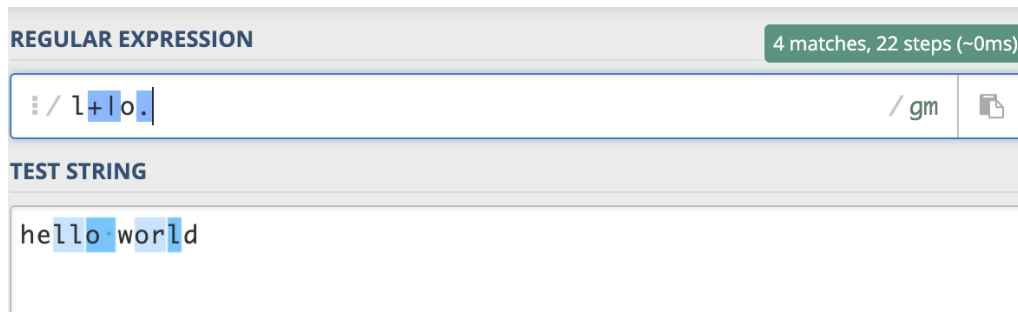 REGULAR EXPRESSION
4 matches, 22 steps (~0ms)
/ l+|o. / gm
TEST STRING
hello·world